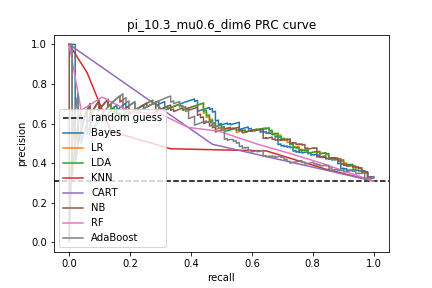 pi_10.3_mu0.6_dim6 PRC curve
1.0
0.8
0.6
0.4
0.2
0.0
precision
random guess
Bayes
LR
LDA
KNN
CART
NB
RF
AdaBoost
0.0 0.2 0.4 0.6 0.8 1.0
recall